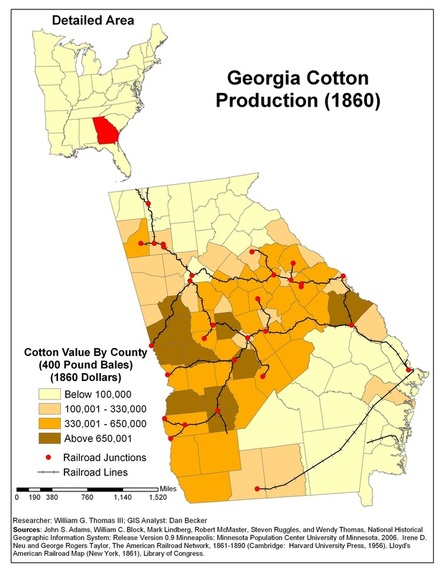 Detailed Area
Georgia Cotton
Production (1860)
Cotton Value By County
(400 Pound Bales)
(1860 Dollars)
Below 100,000
100,001 - 330,000
330,001 - 650,000
Above 650,001
Railroad Junctions
Railroad Lines
Miles
0 190 380 760 1,140 1,520
Researcher: William G. Thomas III; GIS Analyst: Dan Becker
Sources: John S. Adams, William C. Block, Mark Lindberg, Robert McMaster, Steven Ruggles, and Wendy Thomas, National Historical
Geographic Information System: Release Version 0.9 Minneapolis: Minnesota Population Center University of Minnesota, 2006. Irene D.
Neu and George Rogers Taylor, The American Railroad Network, 1861-1890 (Cambridge: Harvard University Press, 1956). Lloyd's
American Railroad Map (New York, 1861), Library of Congress.